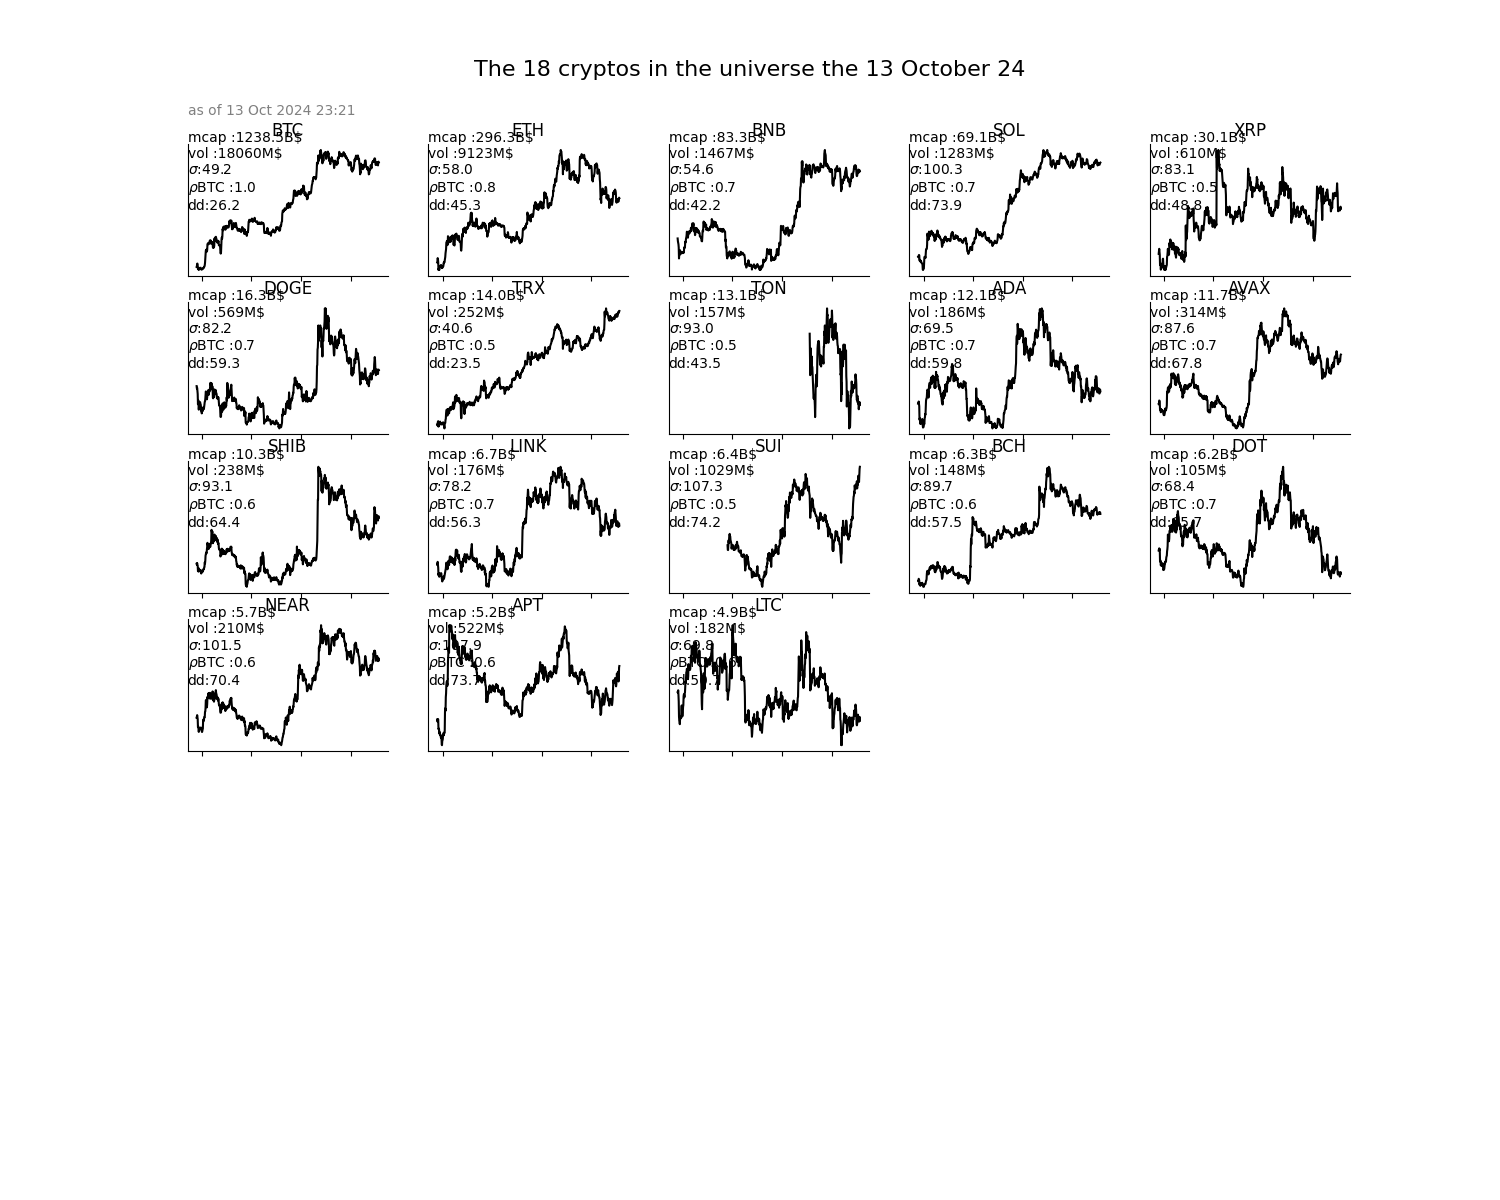 The 18 cryptos in the universe the 13 October 24
as of 13 Oct 2024 23:21
BTC
mcap :1238.5B$
vol :18060M$
σ:49.2
ρBTC :1.0
dd:26.2
ETH
mcap :296.3B$
vol :9123M$
σ:58.0
ρBTC :0.8
dd:45.3
BNB
mcap :83.3B$
vol :1467M$
σ:54.6
ρBTC :0.7
dd:42.2
SOL
mcap :69.1B$
vol :1283M$
σ:100.3
ρBTC :0.7
dd:73.9
XRP
mcap :30.1B$
vol :610M$
σ:83.1
ρBTC :0.5
dd:48.8
DOGE
mcap :16.3B$
vol :569M$
σ:82.2
ρBTC :0.7
dd:59.3
TRX
mcap :14.0B$
vol :252M$
σ:40.6
ρBTC :0.5
dd:23.5
TON
mcap :13.1B$
vol :157M$
σ:93.0
ρBTC :0.5
dd:43.5
ADA
mcap :12.1B$
vol :186M$
σ:69.5
ρBTC :0.7
dd:59.8
AVAX
mcap :11.7B$
vol :314M$
σ:87.6
ρBTC :0.7
dd:67.8
SHIB
mcap :10.3B$
vol :238M$
σ:93.1
ρBTC :0.6
dd:64.4
LINK
mcap :6.7B$
vol :176M$
σ:78.2
ρBTC :0.7
dd:56.3
SUI
mcap :6.4B$
vol :1029M$
σ:107.3
ρBTC :0.5
dd:74.2
BCH
mcap :6.3B$
vol :148M$
σ:89.7
ρBTC :0.6
dd:57.5
DOT
mcap :6.2B$
vol :105M$
σ:68.4
ρBTC :0.7
NEAR
mcap :5.7B$
vol :210M$
σ:101.5
ρBTC :0.6
dd:70.4
APT
mcap :5.2B$
vol :522M$
ρBTC :0.6
LTC
mcap :4.9B$
vol :182M$